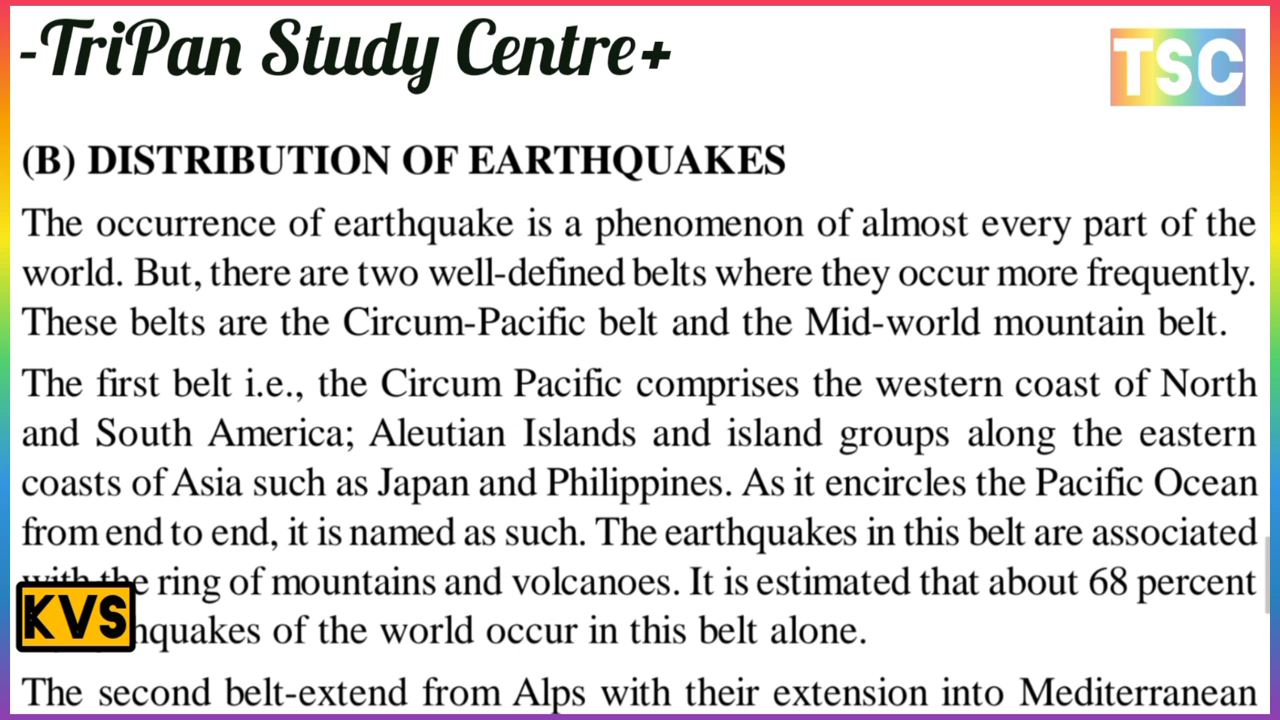 -TriPan Study Centre+
TSC
(B) DISTRIBUTION OF EARTHQUAKES
The occurrence of earthquake is a phenomenon of almost every part of the
world. But, there are two well-defined belts where they occur more frequently.
These belts are the Circum-Pacific belt and the Mid-world mountain belt.
The first belt i.e., the Circum Pacific comprises the western coast of North
and South America; Aleutian Islands and island groups along the eastern
coasts of Asia such as Japan and Philippines. As it encircles the Pacific Ocean
from end to end, it is named as such. The earthquakes in this belt are associated
with the ring of mountains and volcanoes. It is estimated that about 68 percent
KVS
hquakes of the world occur in this belt alone.
The second belt-extend from Alps with their extension into Mediterranean